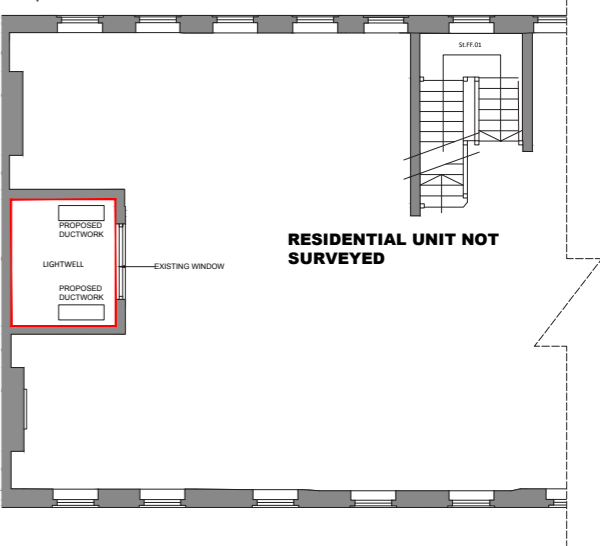 St.FF.01
PROPOSED
DUCTWORK
LIGHTWELL
EXISTING WINDOW
PROPOSED
DUCTWORK
RESIDENTIAL UNIT NOT
SURVEYED